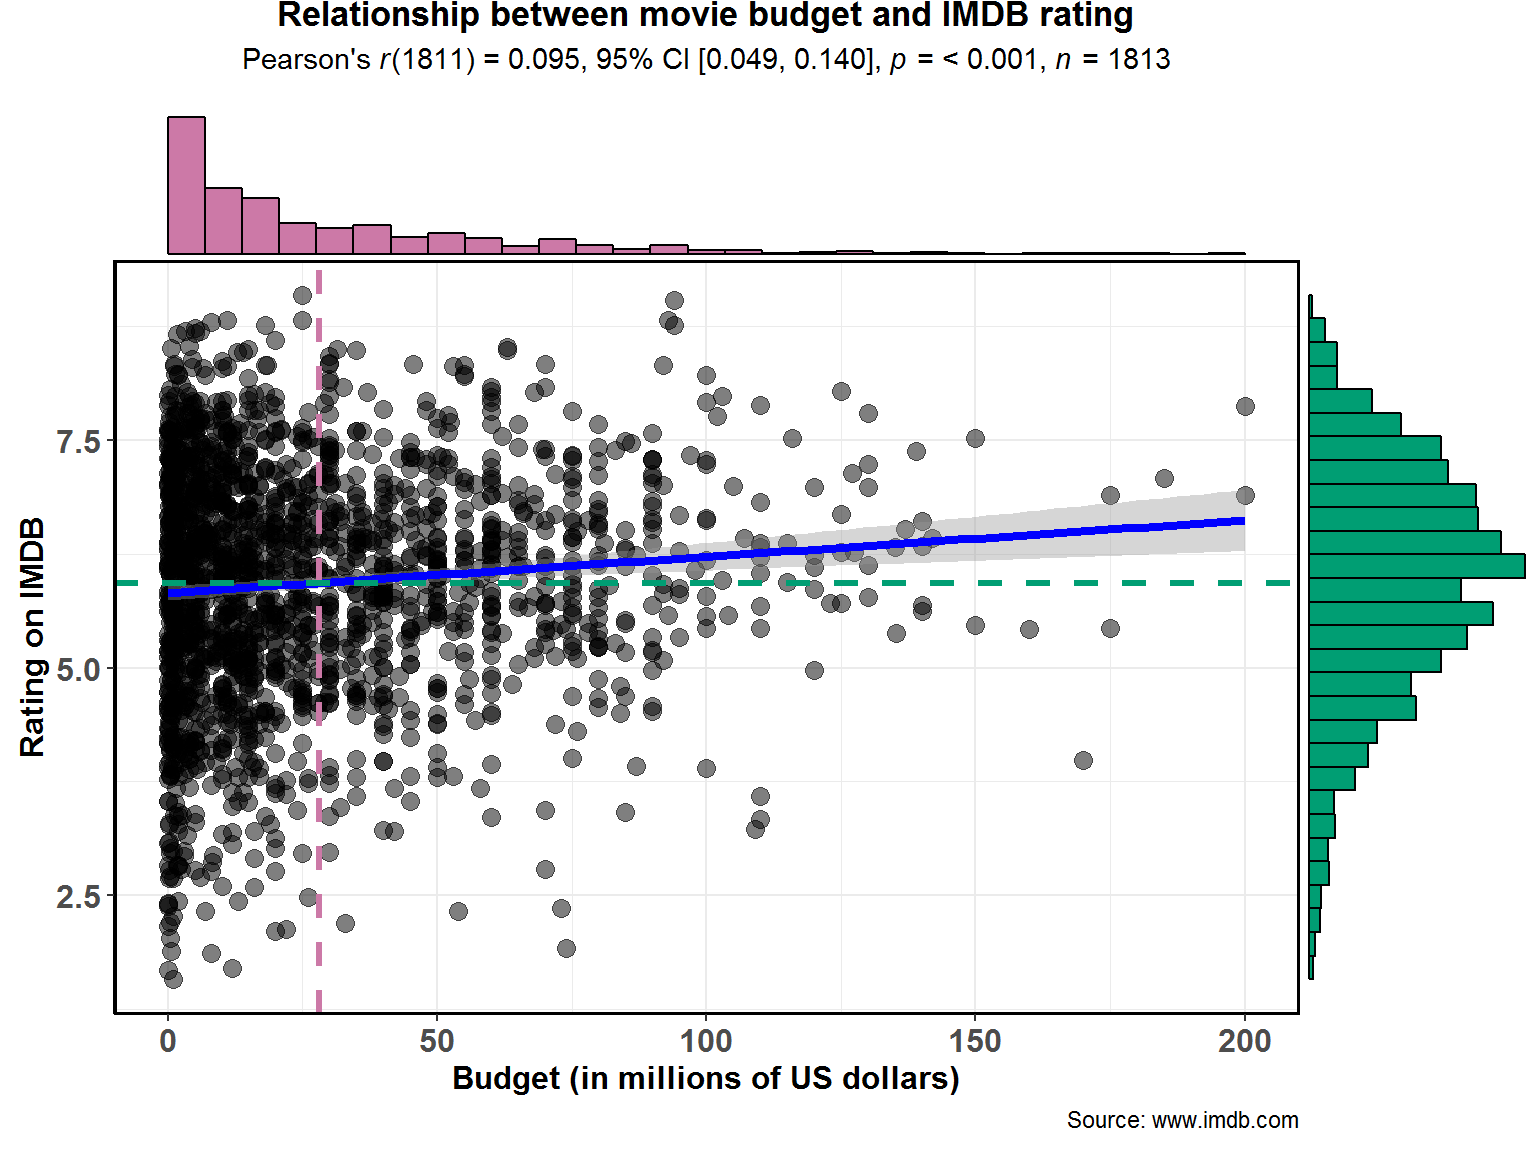 Relationship between movie budget and IMDB rating
Pearson's r(1811) = 0.095, 95% CI [0.049, 0.140], p = < 0.001, n = 1813
Rating on IMDB
7.5
5.0
2.5
0 50 100 150 200
Budget (in millions of US dollars)
Source: www.imdb.com